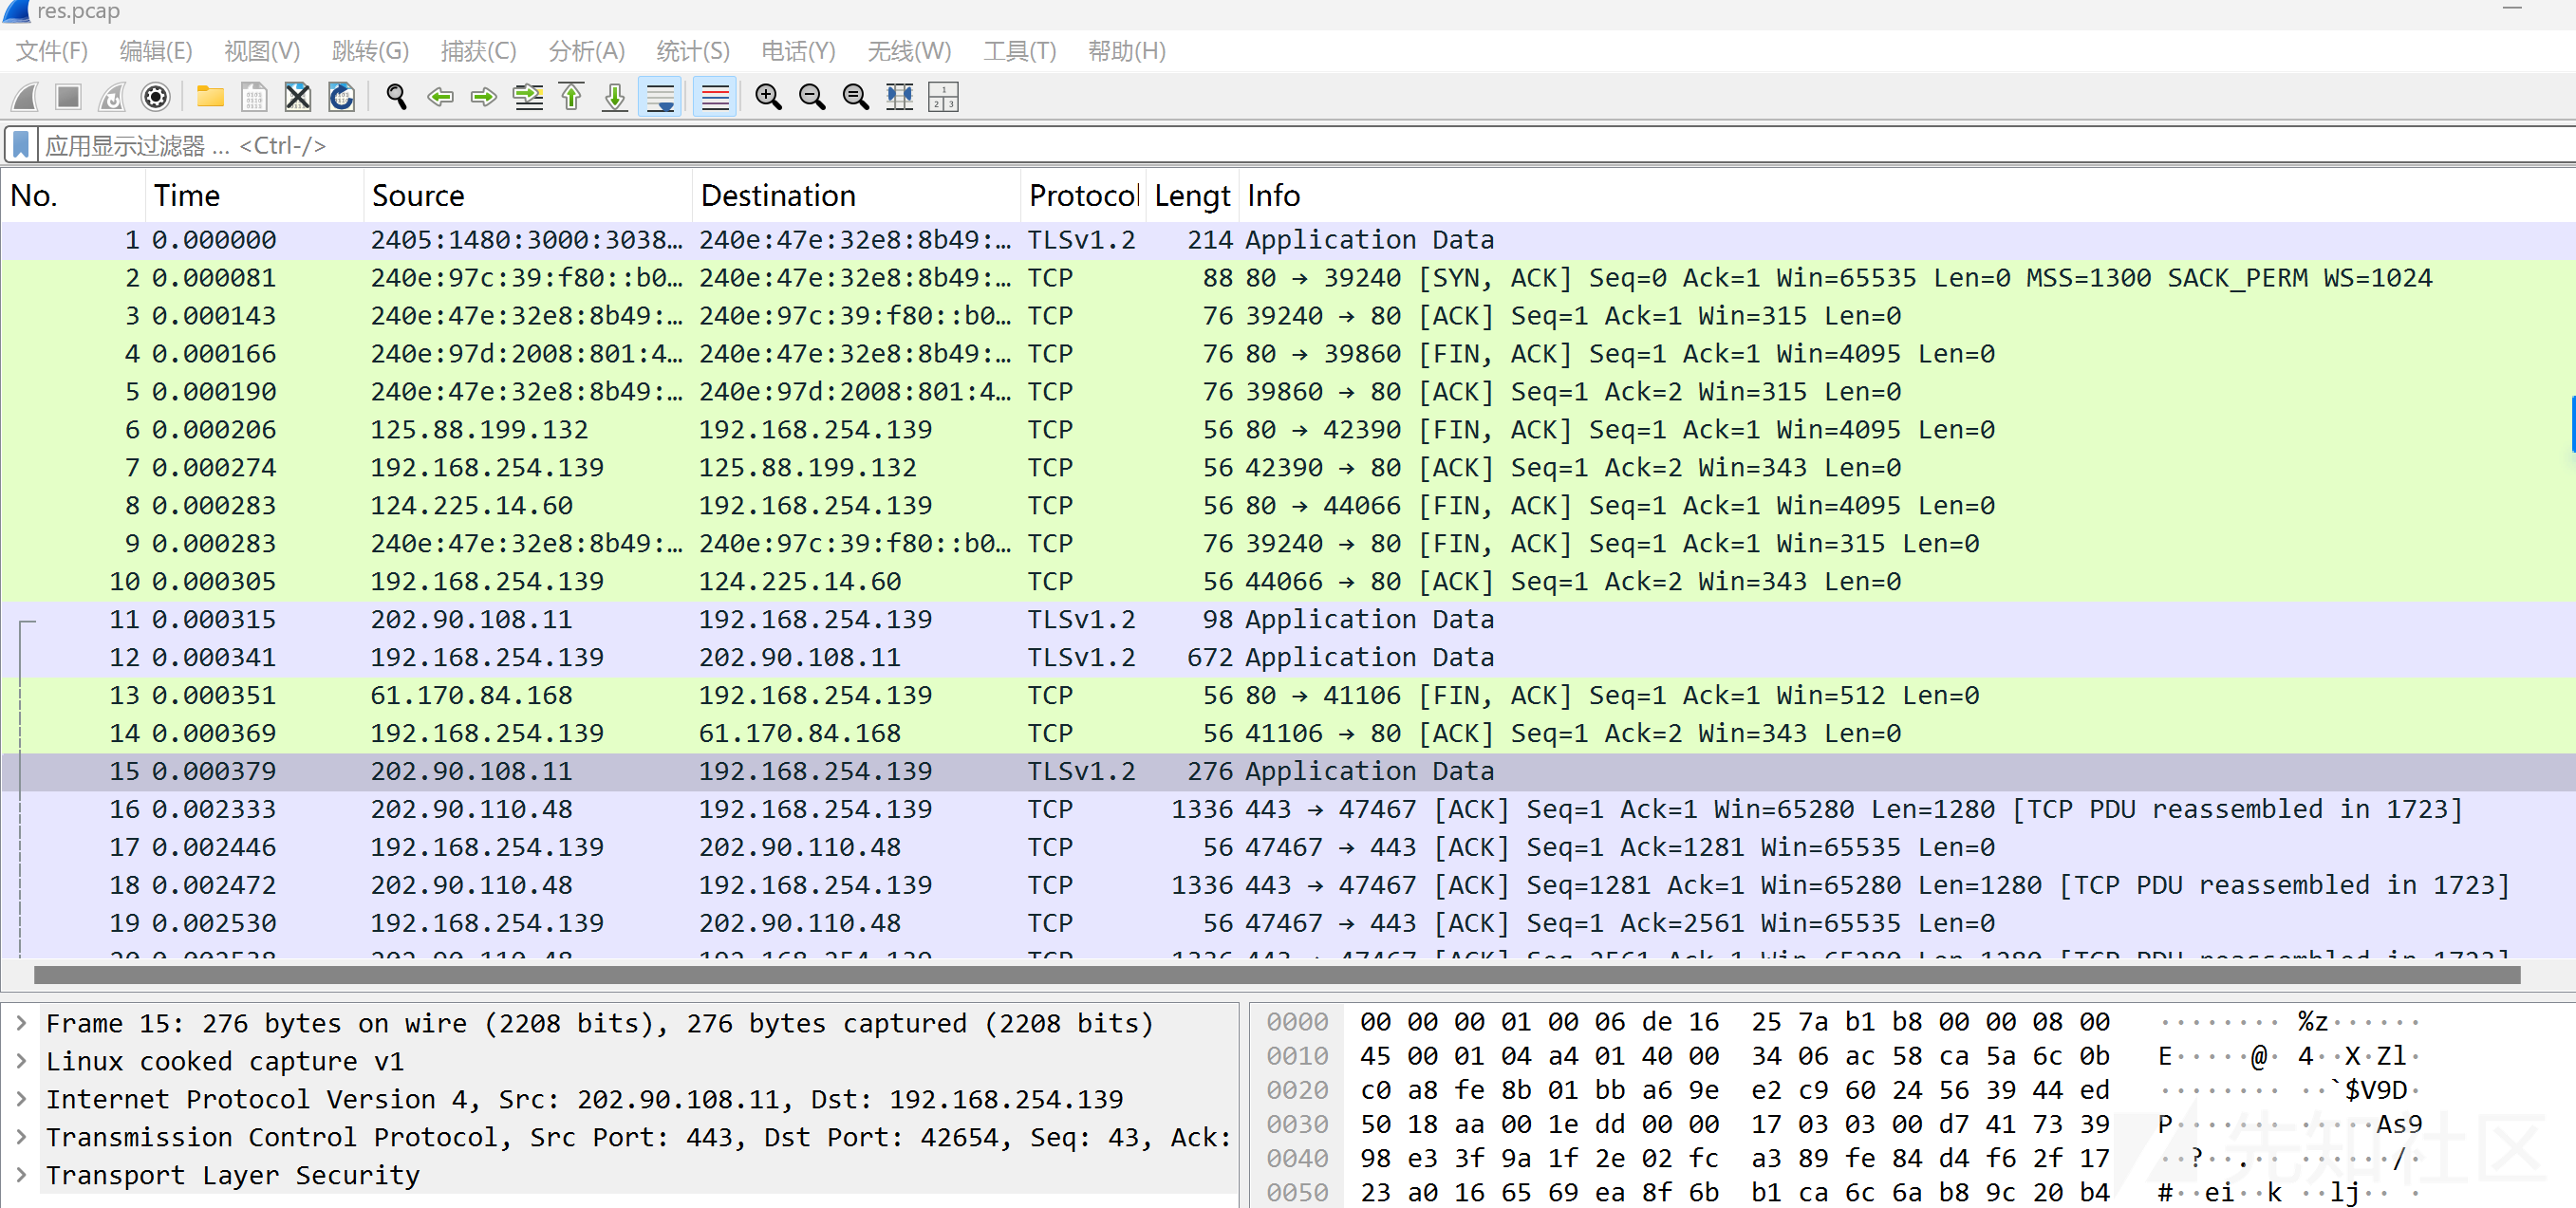 res.pcap
文件(F) 编辑(E) 视图(V) 跳转(G) 捕获(C) 分析(A) 统计(S) 电话(Y) 无线(W) 工具(T) 帮助(H)
应用显示过滤器 … <Ctrl-/>
No. Time Source Destination Protocol Lengt Info
1 0.000000 2405:1480:3000:3038… 240e:47e:32e8:8b49:… TLSv1.2 214 Application Data
2 0.000081 240e:97c:39:f80::b0… 240e:47e:32e8:8b49:… TCP 88 80 → 39240 [SYN, ACK] Seq=0 Ack=1 Win=65535 Len=0 MSS=1300 SACK_PERM WS=1024
3 0.000143 240e:47e:32e8:8b49:… 240e:97c:39:f80::b0… TCP 76 39240 → 80 [ACK] Seq=1 Ack=1 Win=315 Len=0
4 0.000166 240e:97d:2008:801:4… 240e:47e:32e8:8b49:… TCP 76 80 → 39860 [FIN, ACK] Seq=1 Ack=1 Win=4095 Len=0
5 0.000190 240e:47e:32e8:8b49:… 240e:97d:2008:801:4… TCP 76 39860 → 80 [ACK] Seq=1 Ack=2 Win=315 Len=0
6 0.000206 125.88.199.132 192.168.254.139 TCP 56 80 → 42390 [FIN, ACK] Seq=1 Ack=1 Win=4095 Len=0
7 0.000274 192.168.254.139 125.88.199.132 TCP 56 42390 → 80 [ACK] Seq=1 Ack=2 Win=343 Len=0
8 0.000283 124.225.14.60 192.168.254.139 TCP 56 80 → 44066 [FIN, ACK] Seq=1 Ack=1 Win=4095 Len=0
9 0.000283 240e:47e:32e8:8b49:… 240e:97c:39:f80::b0… TCP 76 39240 → 80 [FIN, ACK] Seq=1 Ack=1 Win=315 Len=0
10 0.000305 192.168.254.139 124.225.14.60 TCP 56 44066 → 80 [ACK] Seq=1 Ack=2 Win=343 Len=0
11 0.000315 202.90.108.11 192.168.254.139 TLSv1.2 98 Application Data
12 0.000341 192.168.254.139 202.90.108.11 TLSv1.2 672 Application Data
13 0.000351 61.170.84.168 192.168.254.139 TCP 56 80 → 41106 [FIN, ACK] Seq=1 Ack=1 Win=512 Len=0
14 0.000369 192.168.254.139 61.170.84.168 TCP 56 41106 → 80 [ACK] Seq=1 Ack=2 Win=343 Len=0
15 0.000379 202.90.108.11 192.168.254.139 TLSv1.2 276 Application Data
16 0.002333 202.90.110.48 192.168.254.139 TCP 1336 443 → 47467 [ACK] Seq=1 Ack=1 Win=65280 Len=1280 [TCP PDU reassembled in 1723]
17 0.002446 192.168.254.139 202.90.110.48 TCP 56 47467 → 443 [ACK] Seq=1 Ack=1281 Win=65535 Len=0
18 0.002472 202.90.110.48 192.168.254.139 TCP 1336 443 → 47467 [ACK] Seq=1281 Ack=1 Win=65280 Len=1280 [TCP PDU reassembled in 1723]
19 0.002530 192.168.254.139 202.90.110.48 TCP 56 47467 → 443 [ACK] Seq=1 Ack=2561 Win=65535 Len=0
20 0.002538 202.90.110.48 192.168.254.139 TCP 1336 443 → 47467 [ACK] Seq=2561 Ack=1 Win=65280 Len=1280 [TCP PDU reassembled in 1723]
Frame 15: 276 bytes on wire (2208 bits), 276 bytes captured (2208 bits)
Linux cooked capture v1
Internet Protocol Version 4, Src: 202.90.108.11, Dst: 192.168.254.139
Transmission Control Protocol, Src Port: 443, Dst Port: 42654, Seq: 43, Ack:
Transport Layer Security
0000 00 00 00 01 00 06 de 16 25 7a b1 b8 00 00 08 00 ········ %z······
0010 45 00 01 04 a4 01 40 00 34 06 ac 58 ca 5a 6c 0b E·····@· 4··X·Zl·
0020 c0 a8 fe 8b 01 bb a6 9e e2 c9 60 24 56 39 44 ed ········ ··`$V9D·
0030 50 18 aa 00 1e dd 00 00 17 03 03 00 d7 41 73 39 P······· ·····As9
0040 98 e3 3f 9a 1f 2e 02 fc a3 89 fe 84 d4 f6 2f 17 ··?··.·· ······/·
0050 23 a0 16 65 69 ea 8f 6b b1 ca 6c 6a b8 9c 20 b4 #··ei··k ··lj·· ·
先知社区